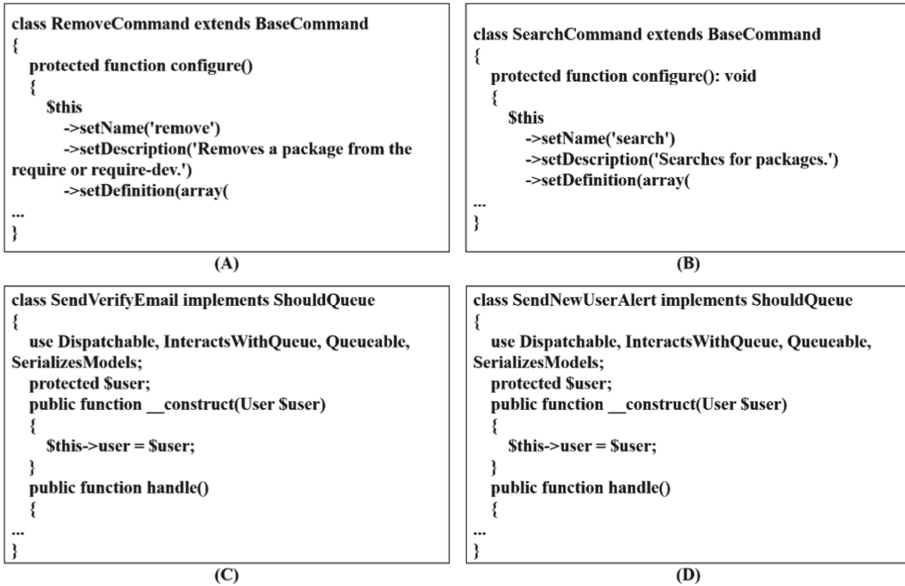 class RemoveCommand extends BaseCommand
{
protected function configure()
{
$this
->setName('remove')
->setDescription('Removes a package from the
require or require-dev.')
->setDefinition(array(
...
}
(A)
class SearchCommand extends BaseCommand
{
protected function configure(): void
{
$this
->setName('search')
->setDescription('Searches for packages.')
->setDefinition(array(
...
}
(B)
class SendVerifyEmail implements ShouldQueue
{
use Dispatchable, InteractsWithQueue, Queueable,
SerializesModels;
protected $user;
public function __construct(User $user)
{
$this->user = $user;
}
public function handle()
{
...
}
(C)
class SendNewUserAlert implements ShouldQueue
{
use Dispatchable, InteractsWithQueue, Queueable,
SerializesModels;
protected $user;
public function __construct(User $user)
{
$this->user = $user;
}
public function handle()
{
...
}
(D)